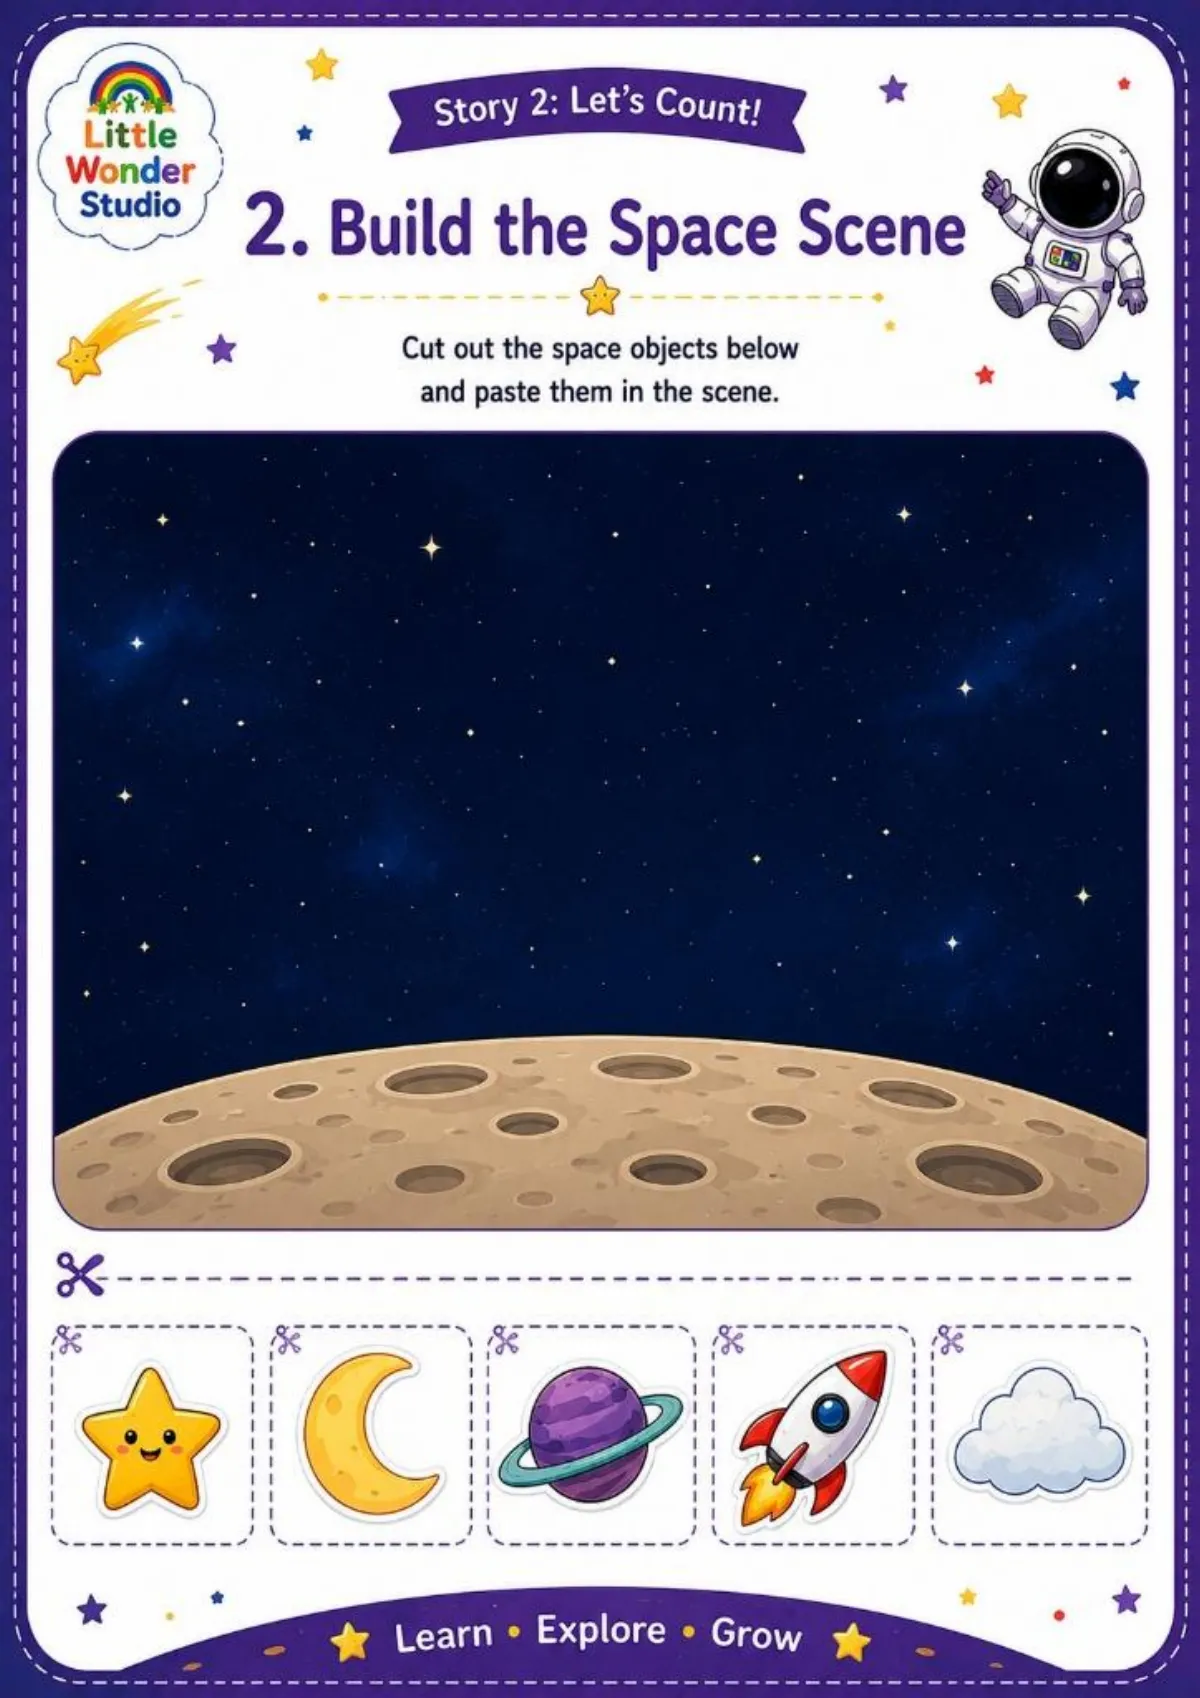 Little
Wonder
Studio
Story 2: Let's Count!
2. Build the Space Scene
Cut out the space objects below
and paste them in the scene.
Learn • Explore • Grow